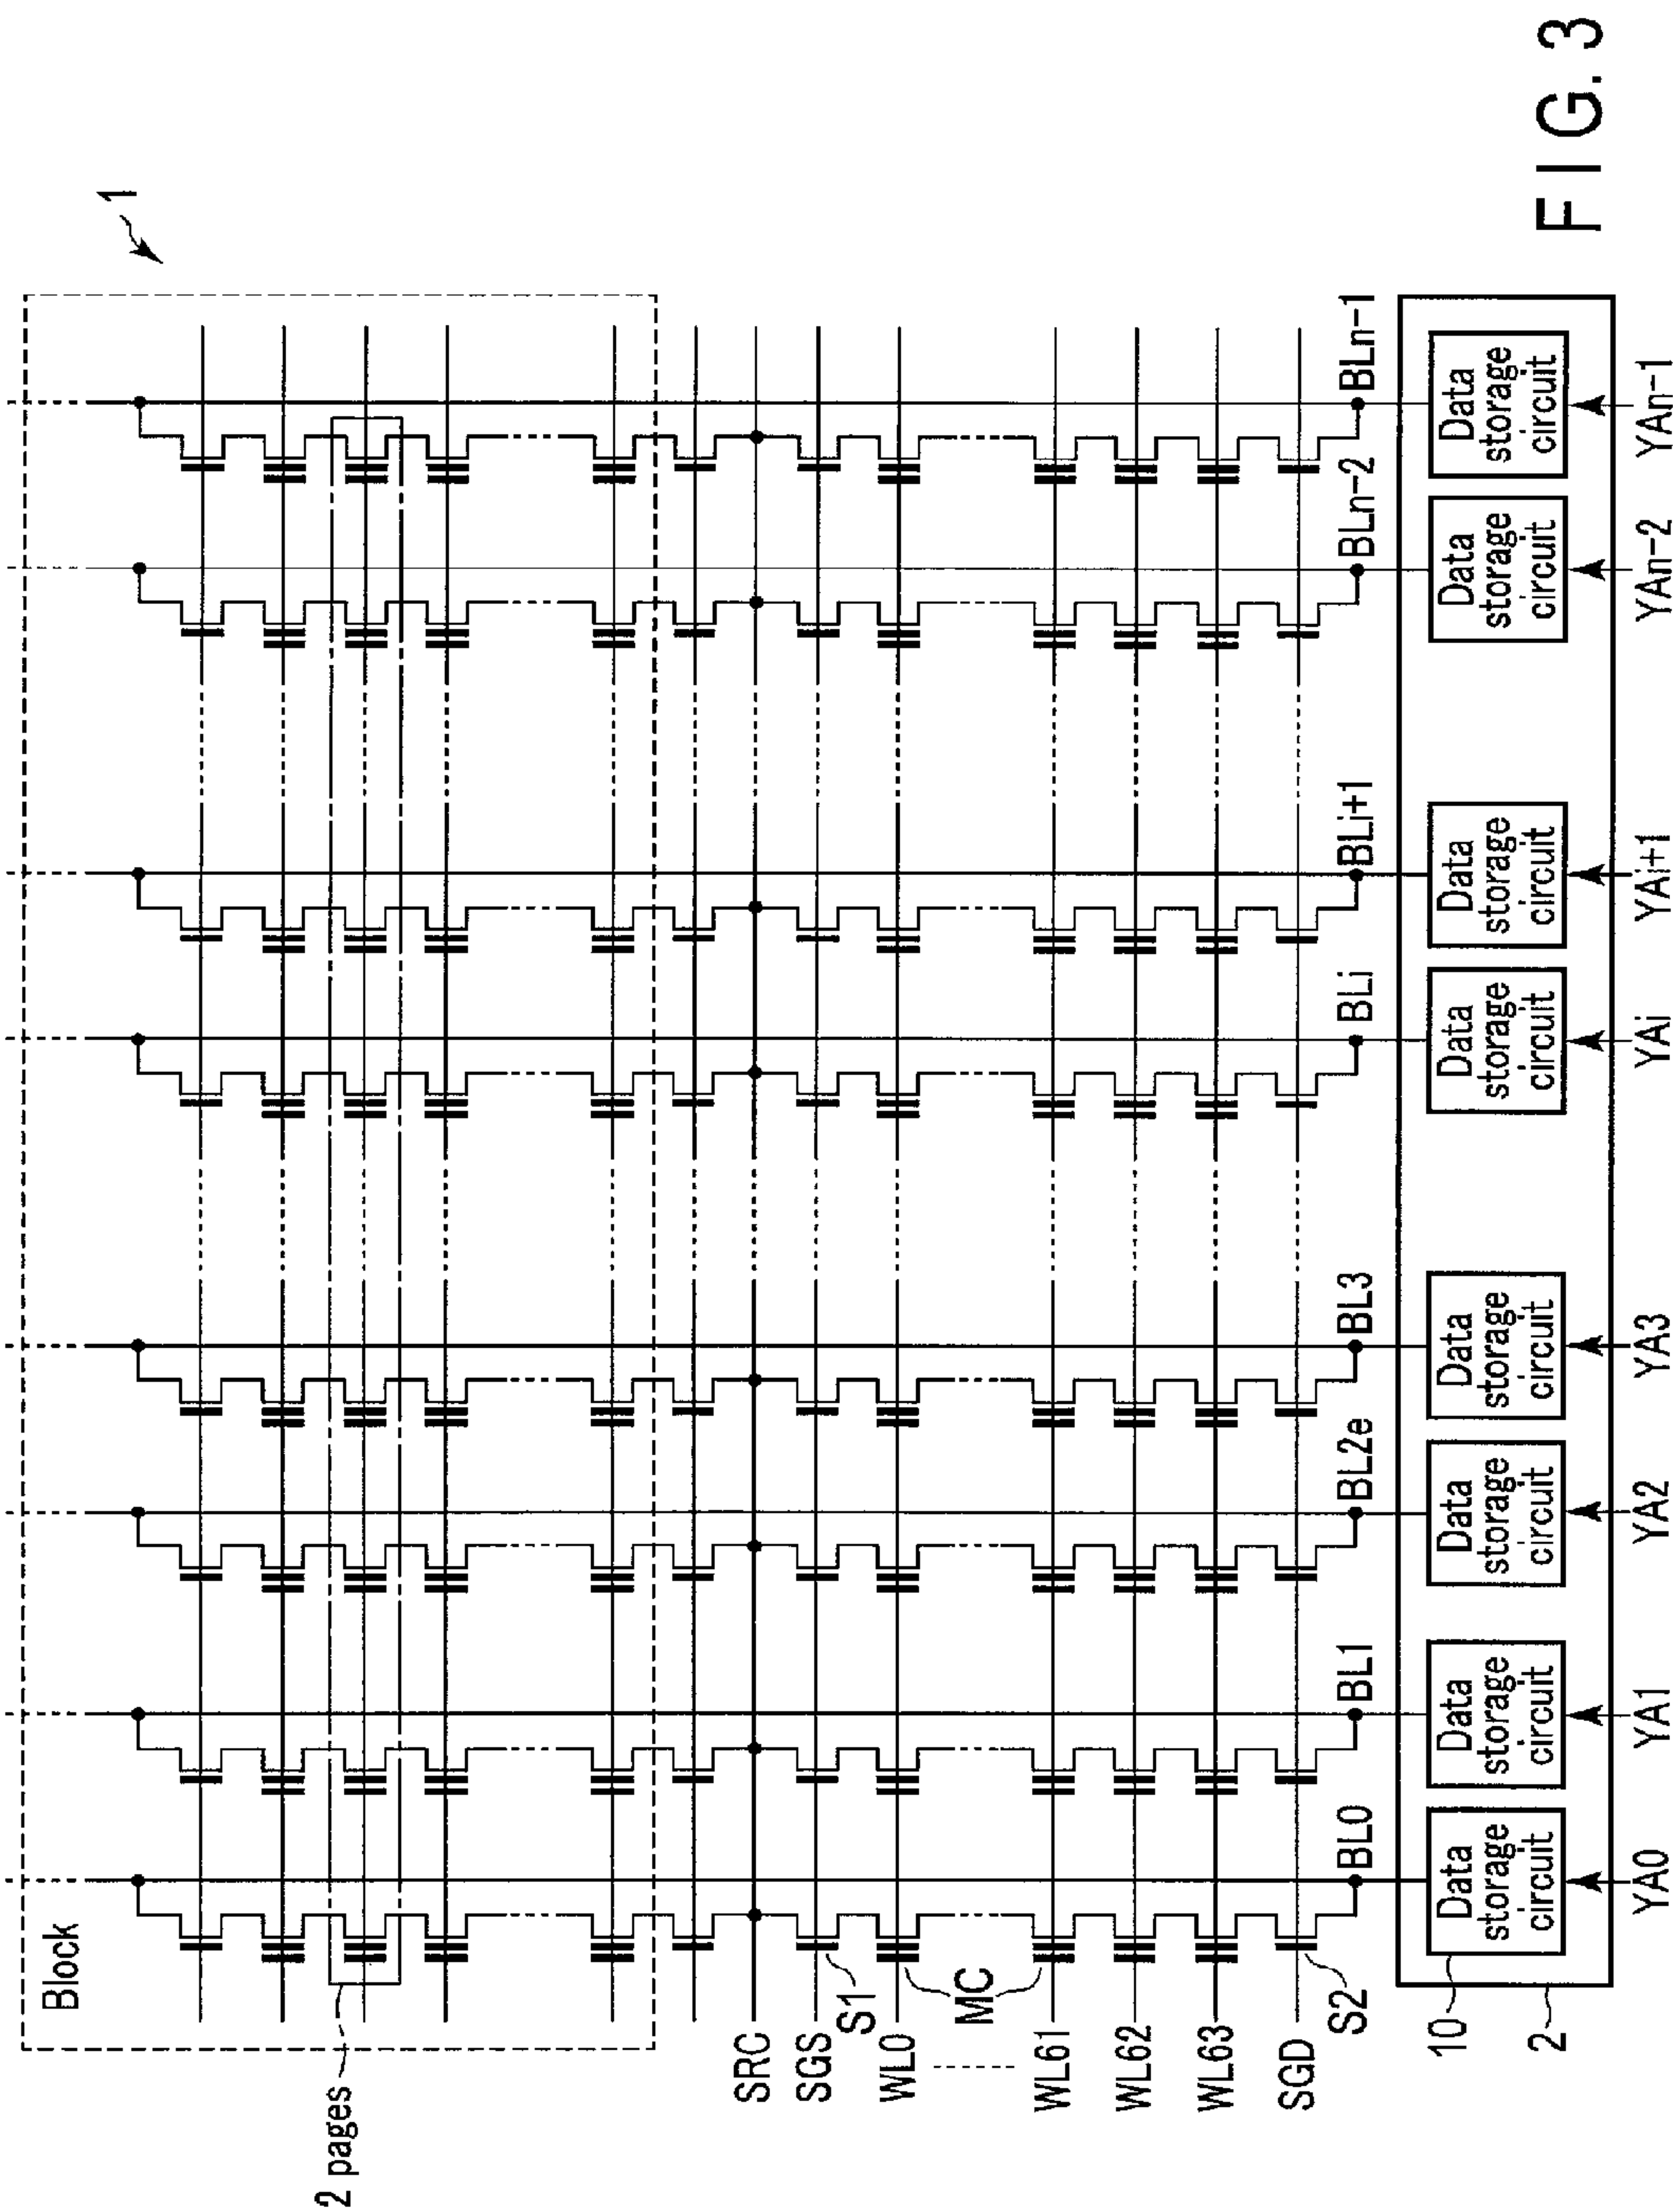 1
Block
2 pages
SRC
SGS
S1
WL0
MC
WL61
WL62
WL63
SGD
S2
BL0
BL1
BL2e
BL3
BLi
BLi+1
BLn-2
BLn-1
10
2
Data
storage
circuit
Data
storage
circuit
Data
storage
circuit
Data
storage
circuit
Data
storage
circuit
Data
storage
circuit
Data
storage
circuit
Data
storage
circuit
YA0
YA1
YA2
YA3
YAi
YAi+1
YAn-2
YAn-1
FIG. 3